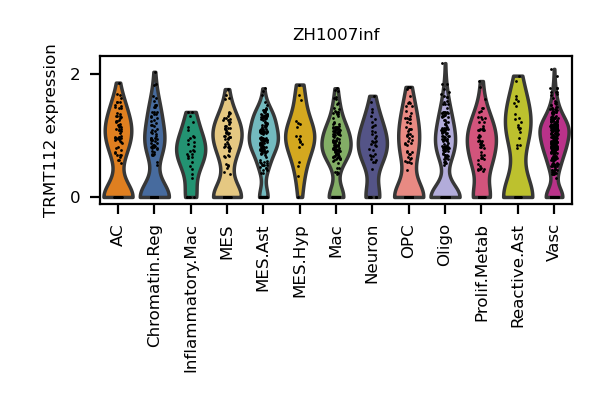 ZH1007inf
TRMT112 expression
2
0
AC
Chromatin.Reg
Inflammatory.Mac
MES
MES.Ast
MES.Hyp
Mac
Neuron
OPC
Oligo
Prolif.Metab
Reactive.Ast
Vasc